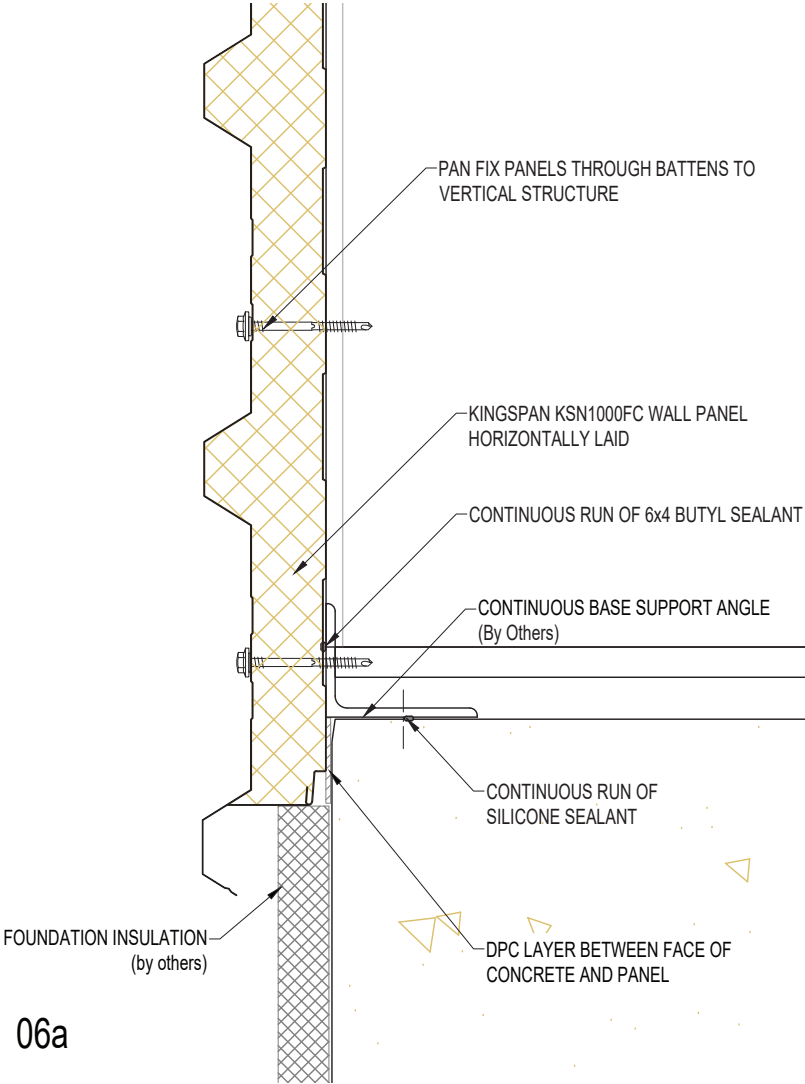 PAN FIX PANELS THROUGH BATTENS TO
VERTICAL STRUCTURE
KINGSPAN KSN1000FC WALL PANEL
HORIZONTALLY LAID
CONTINUOUS RUN OF 6x4 BUTYL SEALANT
CONTINUOUS BASE SUPPORT ANGLE
(By Others)
CONTINUOUS RUN OF
SILICONE SEALANT
FOUNDATION INSULATION
(by others)
DPC LAYER BETWEEN FACE OF
CONCRETE AND PANEL
06a